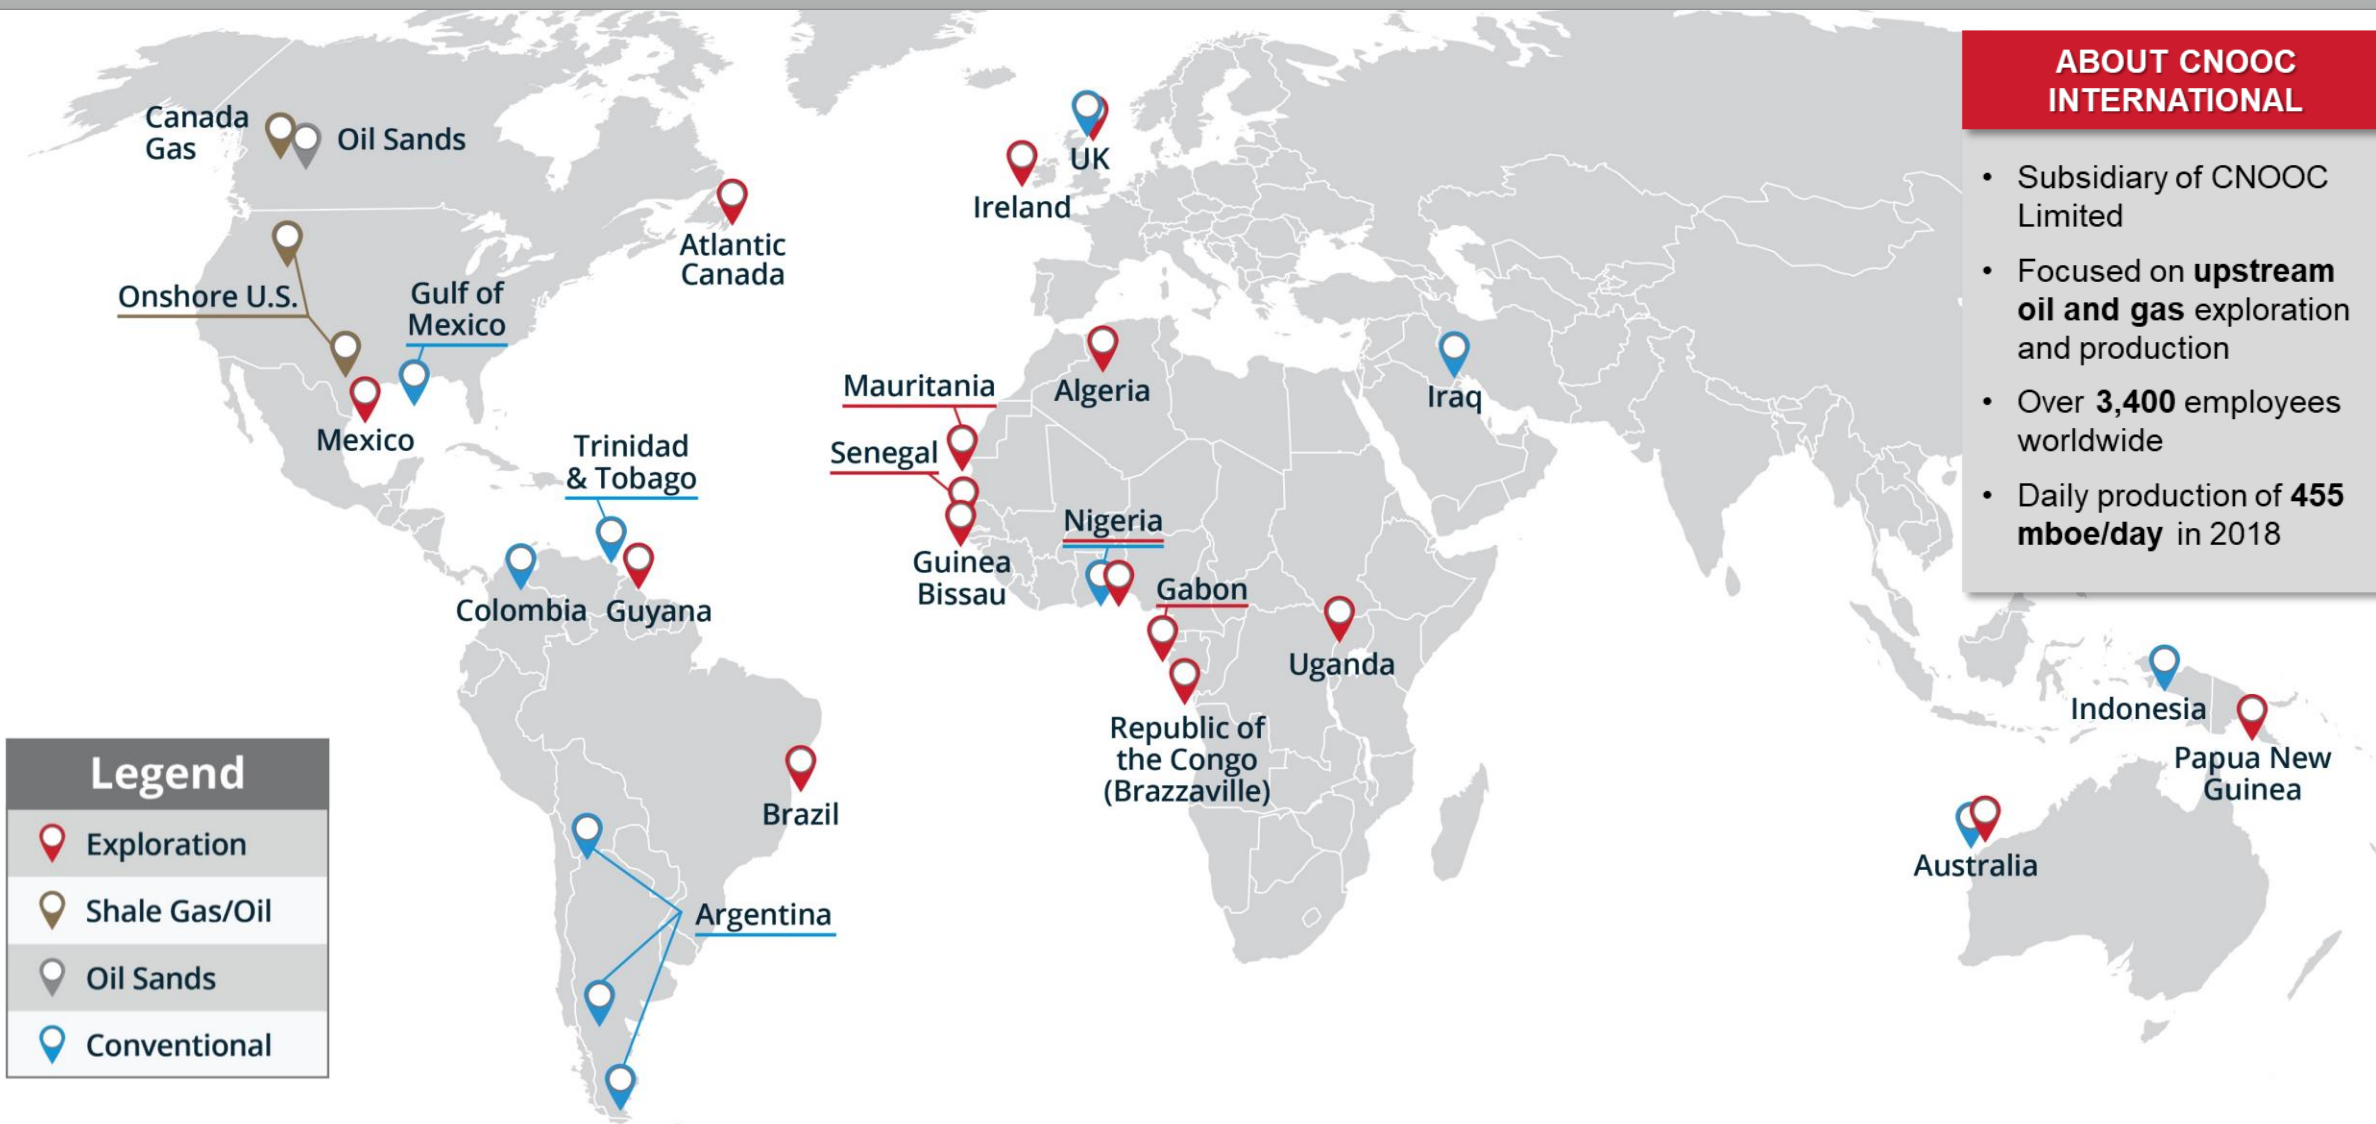 ABOUT CNOOC
INTERNATIONAL
• Subsidiary of CNOOC
Limited
• Focused on upstream
oil and gas exploration
and production
• Over 3,400 employees
worldwide
• Daily production of 455
mboe/day in 2018
Canada
Gas
Oil Sands
Atlantic
Canada
Onshore U.S.
Gulf of
Mexico
Mexico
Trinidad
& Tobago
Colombia
Guyana
Brazil
Argentina
UK
Ireland
Algeria
Iraq
Mauritania
Senegal
Guinea
Bissau
Nigeria
Gabon
Uganda
Republic of
the Congo
(Brazzaville)
Indonesia
Papua New
Guinea
Australia
Legend
Exploration
Shale Gas/Oil
Oil Sands
Conventional